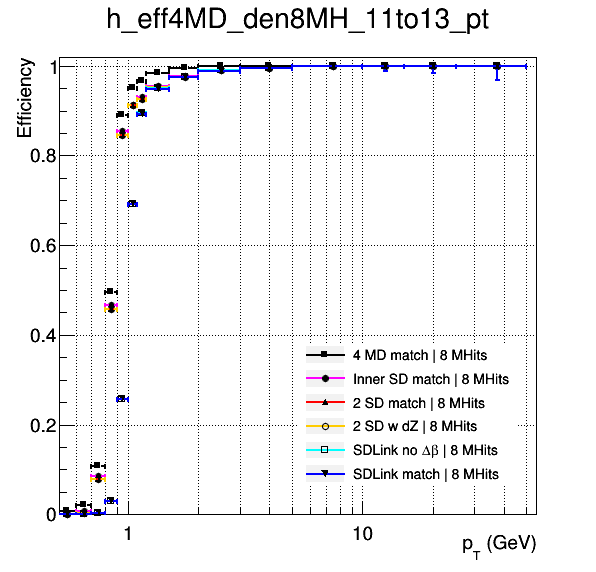 h_eff4MD_den8MH_11to13_pt
Efficiency
1
0.8
0.6
0.4
0.2
0
4 MD match | 8 MHits
Inner SD match | 8 MHits
2 SD match | 8 MHits
2 SD w dZ | 8 MHits
SDLink no Δβ | 8 MHits
SDLink match | 8 MHits
1 10
p_T (GeV)